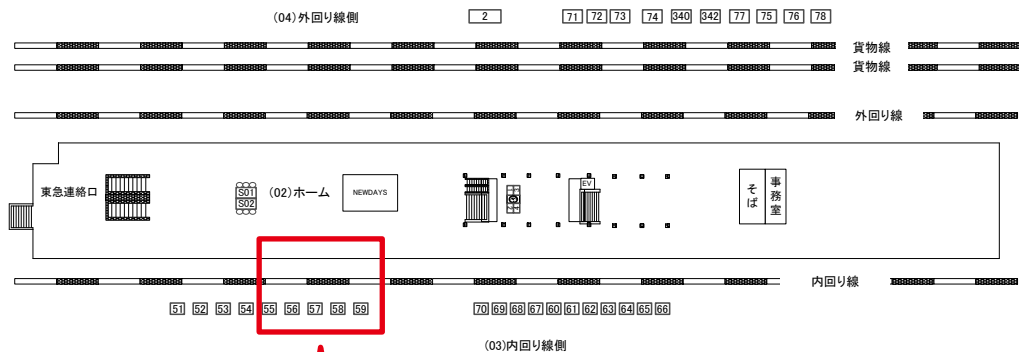 (04)外回り線側 2 71 72 73 74 340 342 77 75 76 78
貨物線
貨物線
外回り線
東急連絡口 S01 (02)ホーム NEWDAYS EV そば 事務室
S02
内回り線
51 52 53 54 55 56 57 58 59 70 69 68 67 60 61 62 63 64 65 66
(03)内回り線側